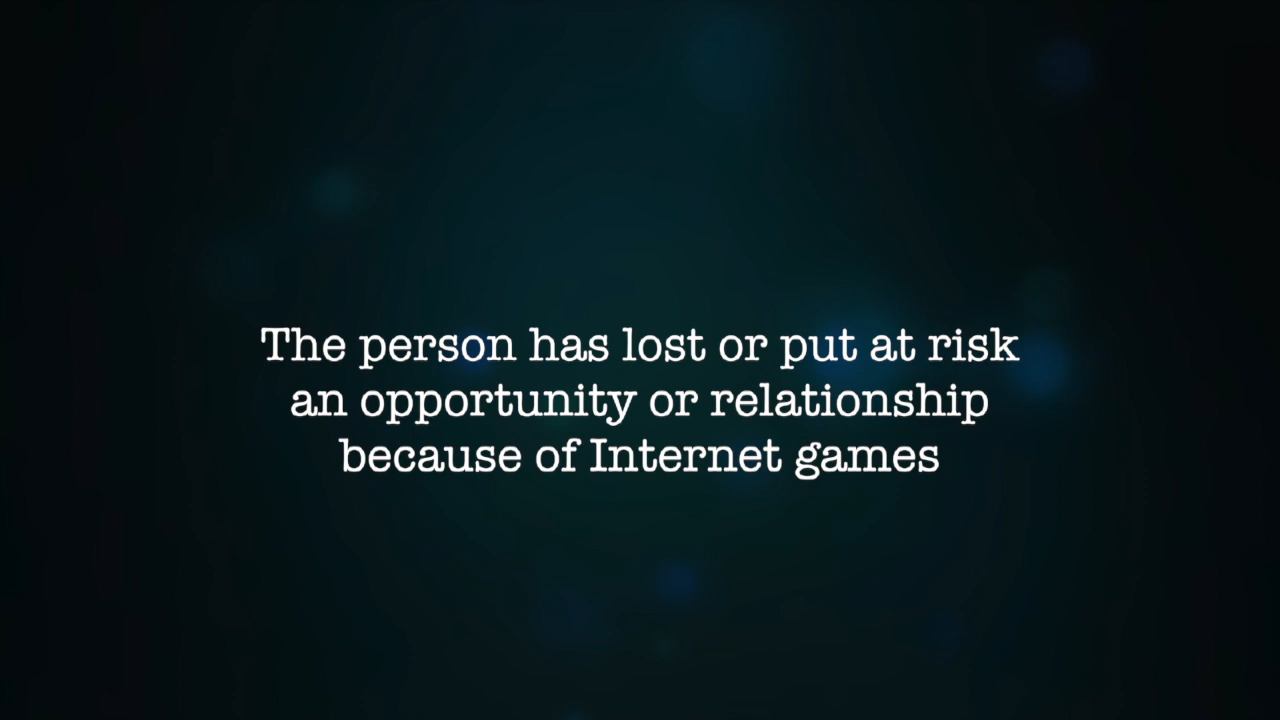 The person has lost or put at risk
an opportunity or relationship
because of Internet games